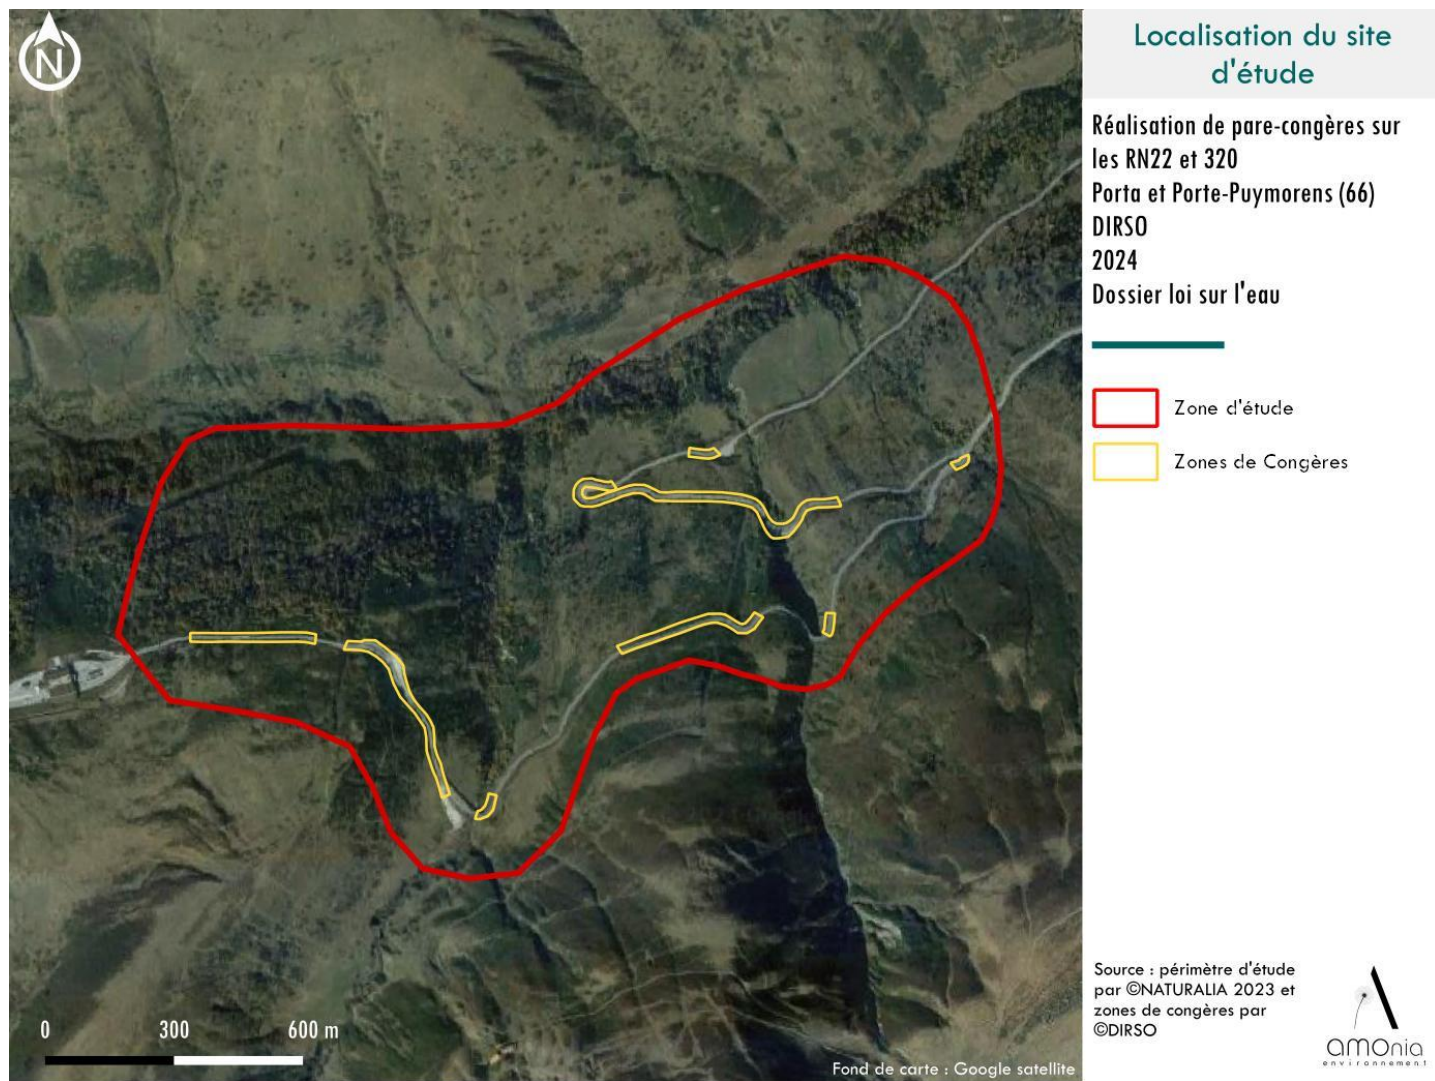 N
Localisation du site
d'étude
Réalisation de pare-congères sur
les RN22 et 320
Porta et Porte-Puymorens (66)
DIRSO
2024
Dossier loi sur l'eau
Zone d'étude
Zones de Congères
Source : périmètre d'étude
par ©NATURALIA 2023 et
zones de congères par
©DIRSO
amOnia
environnement
0 300 600 m
Fond de carte : Google satellite